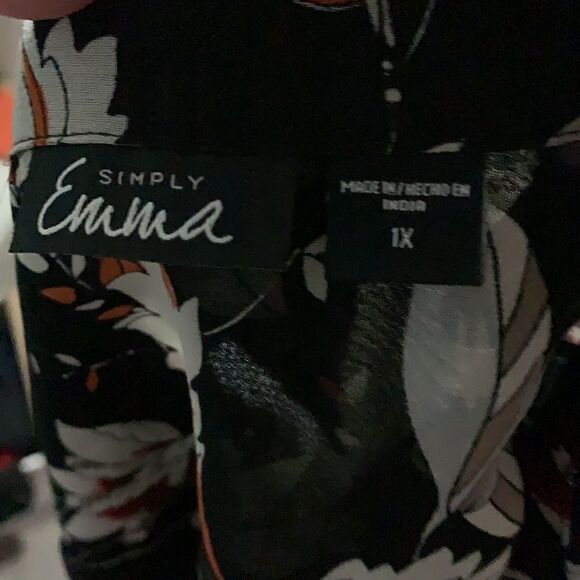 SIMPLY
Emma
MADE IN/HECHO EN
INDIA
1X